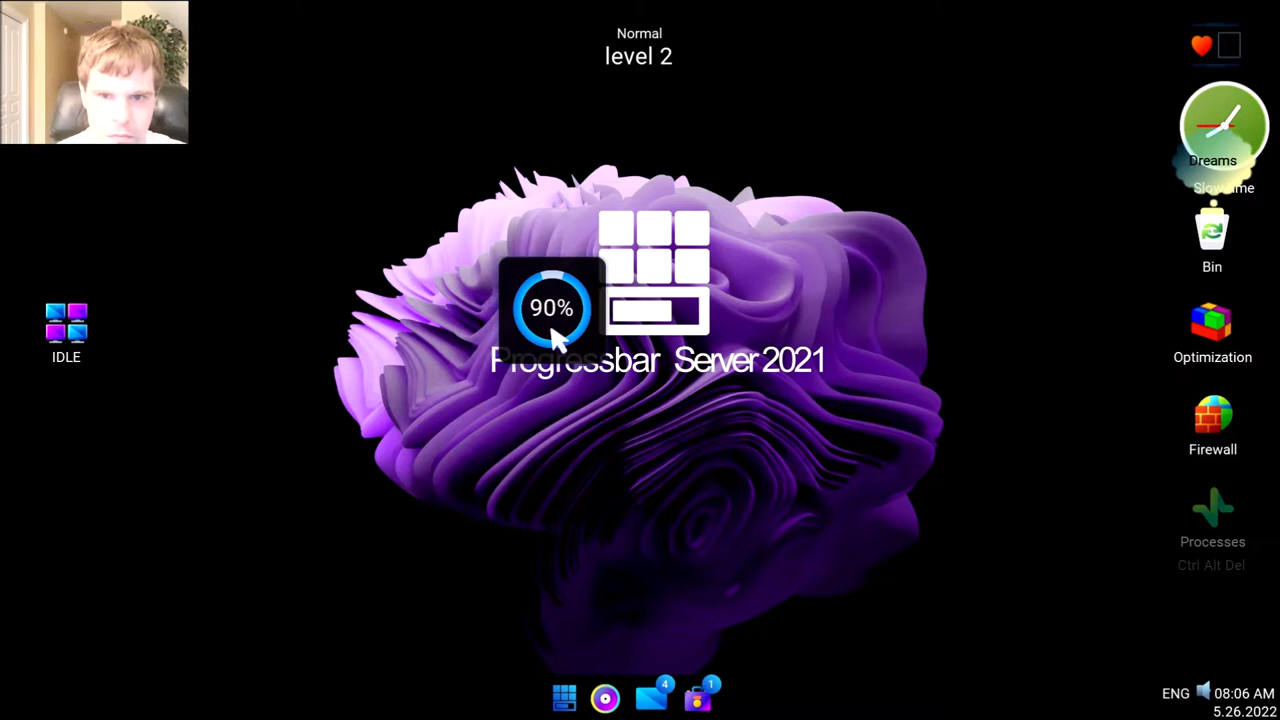 Normal
level 2
Dreams
Slow time
Bin
90%
Progressbar Server 2021
IDLE
Optimization
Firewall
Processes
Ctrl Alt Del
4
1
ENG 08:06 AM
5.26.2022